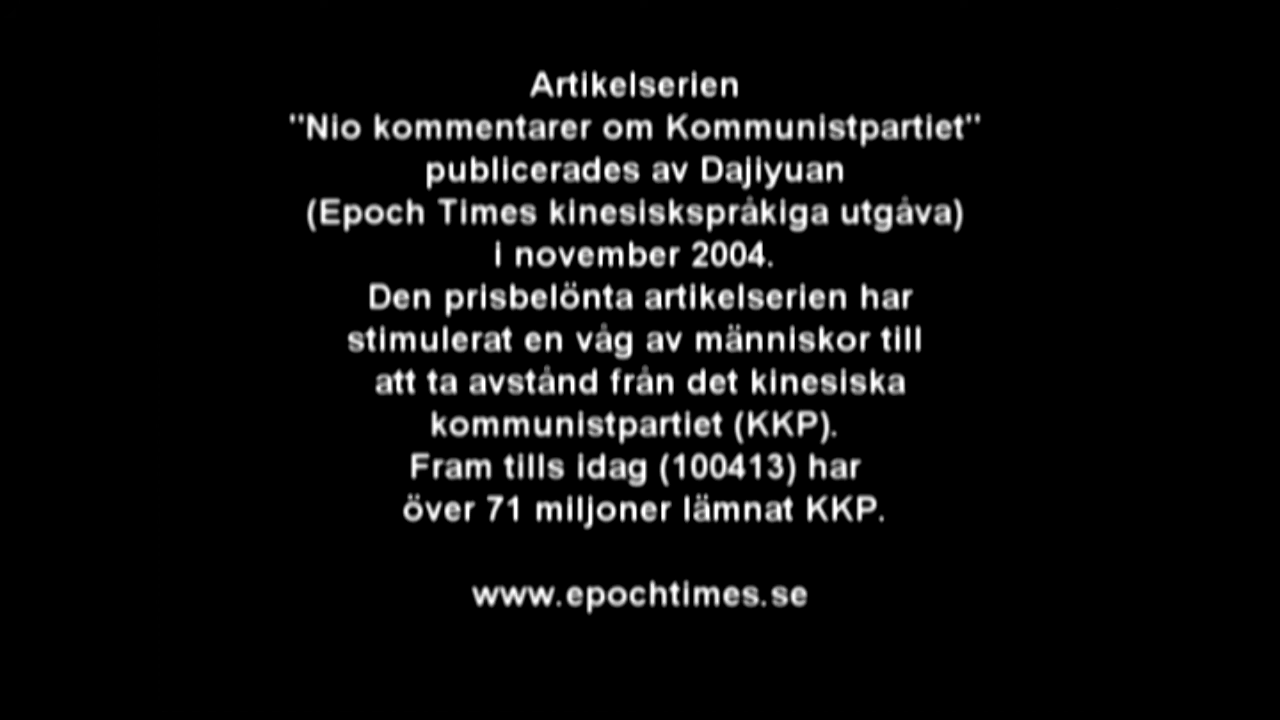 Artikelserien
"Nio kommentarer om Kommunistpartiet"
publicerades av Dajiyuan
(Epoch Times kinesiskspråkiga utgåva)
i november 2004.
Den prisbelönta artikelserien har
stimulerat en våg av människor till
att ta avstånd från det kinesiska
kommunistpartiet (KKP).
Fram tills idag (100413) har
över 71 miljoner lämnat KKP.
www.epochtimes.se